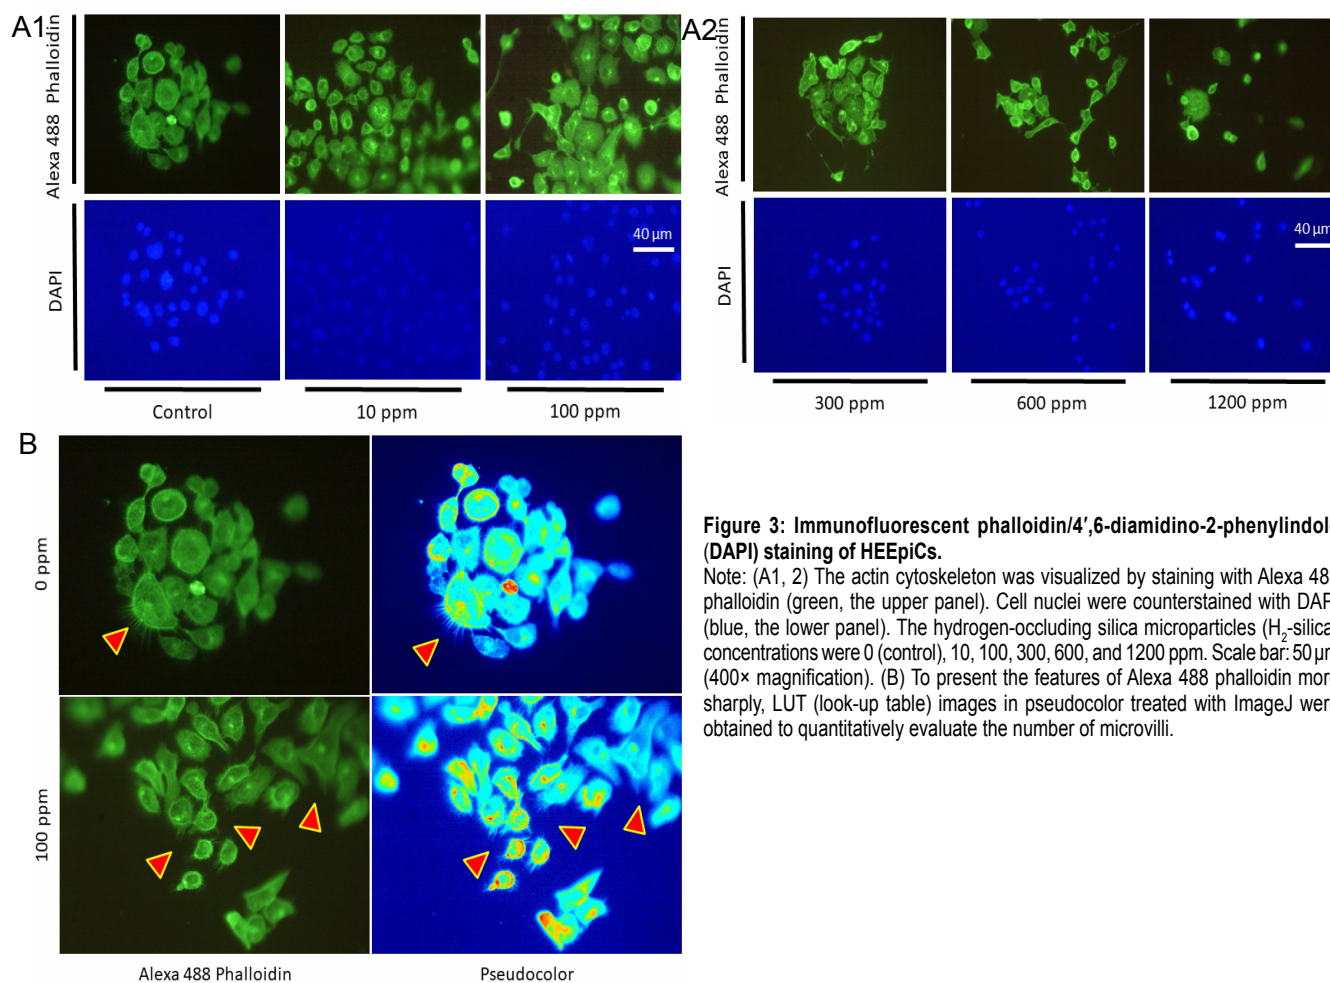 A1
Alexa 488 Phalloidin
DAPI
40 µm
Control
10 ppm
100 ppm
A2
Alexa 488 Phalloidin
DAPI
40 µm
300 ppm
600 ppm
1200 ppm
B
0 ppm
100 ppm
Alexa 488 Phalloidin
Pseudocolor
Figure 3: Immunofluorescent phalloidin/4′,6-diamidino-2-phenylindol
(DAPI) staining of HEEpiCs.
Note: (A1, 2) The actin cytoskeleton was visualized by staining with Alexa 48
phalloidin (green, the upper panel). Cell nuclei were counterstained with DAP
(blue, the lower panel). The hydrogen-occluding silica microparticles (H₂-silica
concentrations were 0 (control), 10, 100, 300, 600, and 1200 ppm. Scale bar: 50 µm
(400× magnification). (B) To present the features of Alexa 488 phalloidin mor
sharply, LUT (look-up table) images in pseudocolor treated with ImageJ wer
obtained to quantitatively evaluate the number of microvilli.